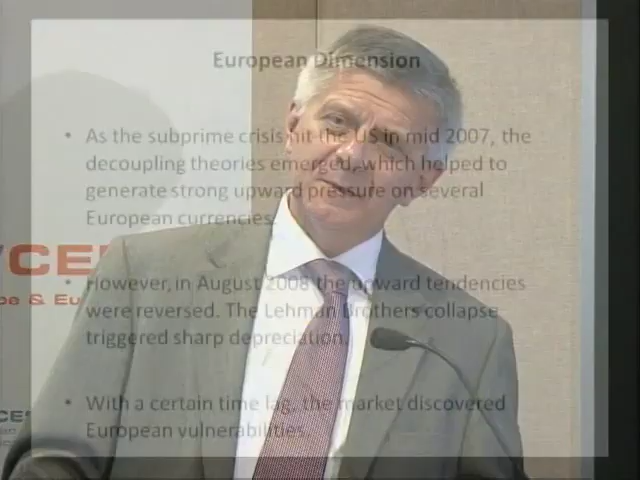 European Dimension
• As the subprime crisis hit the US in mid 2007, the
decoupling theories emerged, which helped to
generate strong upward pressure on several
European currencies.
• However, in August 2008 the upward tendencies
were reversed. The Lehman Brothers collapse
triggered sharp depreciation.
• With a certain time lag, the market discovered
European vulnerabilities.